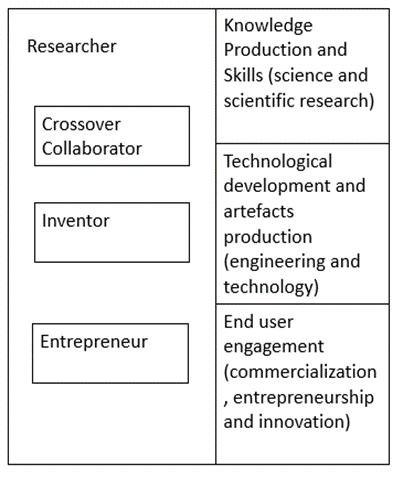 Researcher
Crossover
Collaborator
Inventor
Entrepreneur
Knowledge
Production and
Skills (science and
scientific research)
Technological
development and
artefacts
production
(engineering and
technology)
End user
engagement
(commercialization
, entrepreneurship
and innovation)